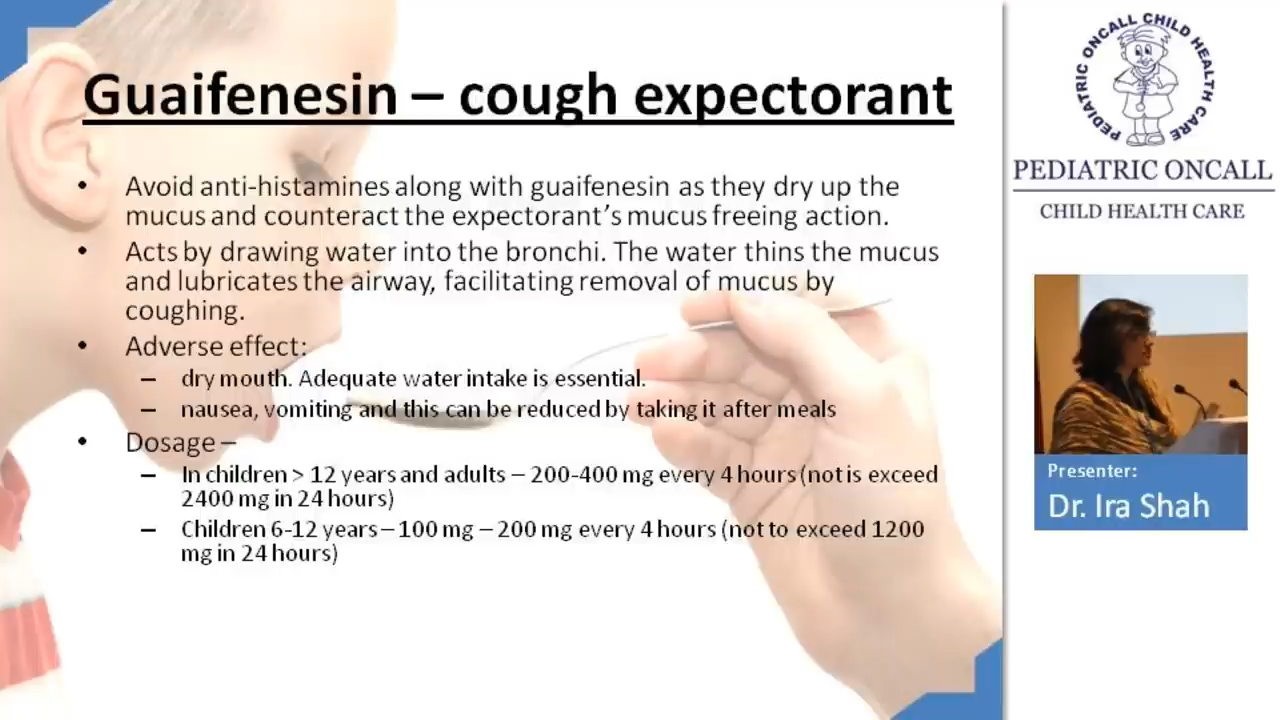 Guaifenesin – cough expectorant
• Avoid anti-histamines along with guaifenesin as they dry up the
mucus and counteract the expectorant's mucus freeing action.
• Acts by drawing water into the bronchi. The water thins the mucus
and lubricates the airway, facilitating removal of mucus by
coughing.
• Adverse effect:
– dry mouth. Adequate water intake is essential.
– nausea, vomiting and this can be reduced by taking it after meals
• Dosage –
– In children > 12 years and adults – 200-400 mg every 4 hours (not is exceed
2400 mg in 24 hours)
– Children 6-12 years – 100 mg – 200 mg every 4 hours (not to exceed 1200
mg in 24 hours)
PEDIATRIC ONCALL CHILD HEALTH CARE
PEDIATRIC ONCALL
CHILD HEALTH CARE
Presenter:
Dr. Ira Shah